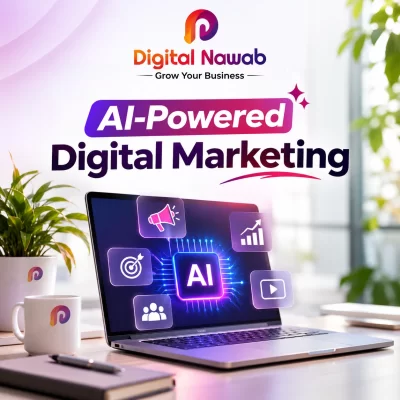 Digital Nawab
Grow Your Business
AI-Powered
Digital Marketing
AI